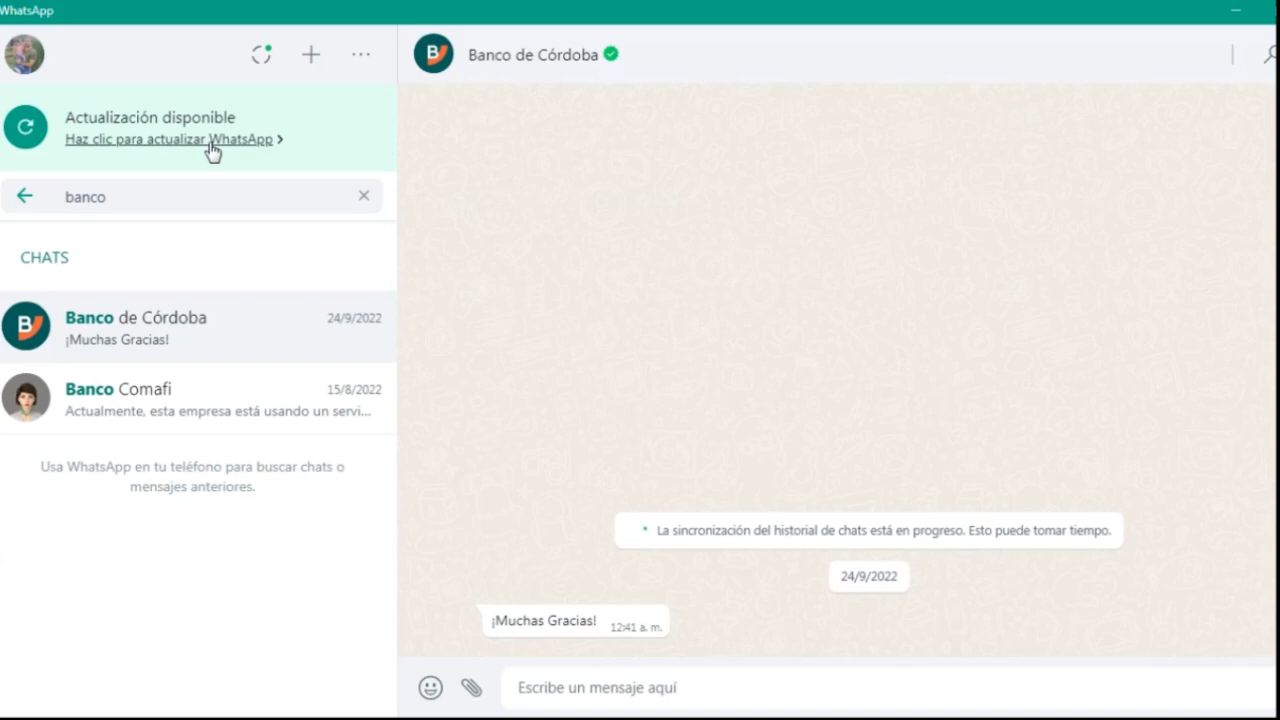 WhatsApp
Banco de Córdoba
Actualización disponible
Haz clic para actualizar WhatsApp
banco
CHATS
Banco de Córdoba 24/9/2022
¡Muchas Gracias!
Banco Comafi 15/8/2022
Actualmente, esta empresa está usando un servi...
Usa WhatsApp en tu teléfono para buscar chats o
mensajes anteriores.
La sincronización del historial de chats está en progreso. Esto puede tomar tiempo.
24/9/2022
¡Muchas Gracias! 12:41 a. m.
Escribe un mensaje aquí